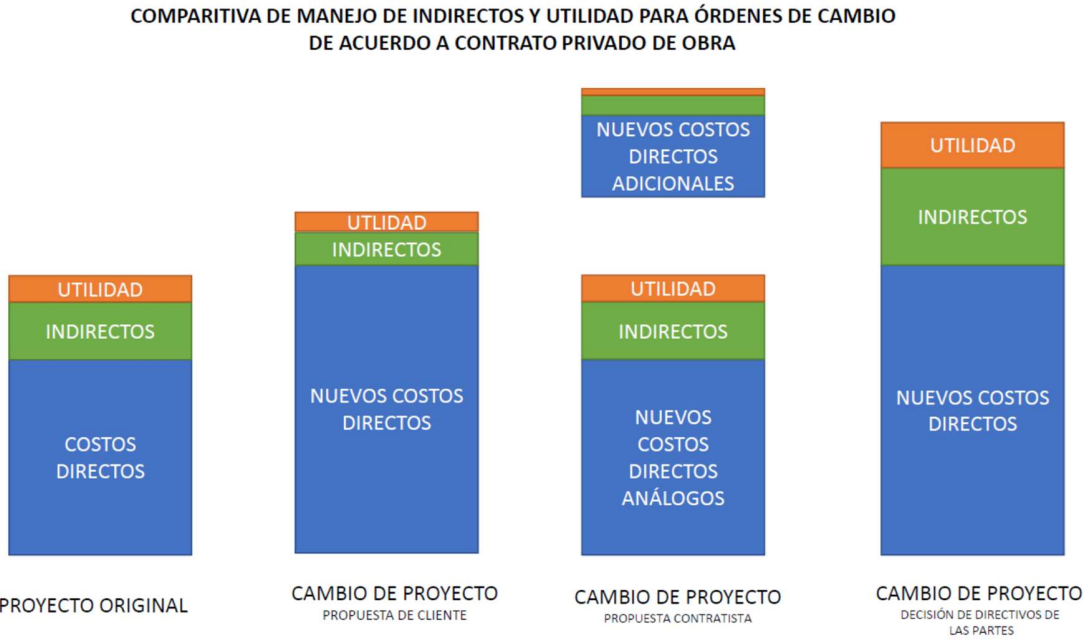 COMPARITIVA DE MANEJO DE INDIRECTOS Y UTILIDAD PARA ÓRDENES DE CAMBIO
DE ACUERDO A CONTRATO PRIVADO DE OBRA
UTILIDAD
INDIRECTOS
COSTOS
DIRECTOS
PROYECTO ORIGINAL
UTLIDAD
INDIRECTOS
NUEVOS COSTOS
DIRECTOS
CAMBIO DE PROYECTO
PROPUESTA DE CLIENTE
NUEVOS COSTOS
DIRECTOS
ADICIONALES
UTILIDAD
INDIRECTOS
NUEVOS
COSTOS
DIRECTOS
ANÁLOGOS
CAMBIO DE PROYECTO
PROPUESTA CONTRATISTA
UTILIDAD
INDIRECTOS
NUEVOS COSTOS
DIRECTOS
CAMBIO DE PROYECTO
DECISIÓN DE DIRECTIVOS DE
LAS PARTES